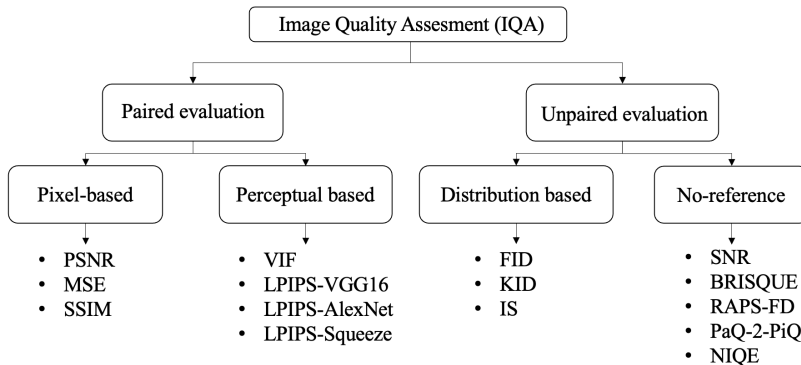 Image Quality Assesment (IQA)
Paired evaluation
Unpaired evaluation
Pixel-based
Perceptual based
Distribution based
No-reference
• PSNR
• MSE
• SSIM
• VIF
• LPIPS-VGG16
• LPIPS-AlexNet
• LPIPS-Squeeze
• FID
• KID
• IS
• SNR
• BRISQUE
• RAPS-FD
• PaQ-2-PiQ
• NIQE